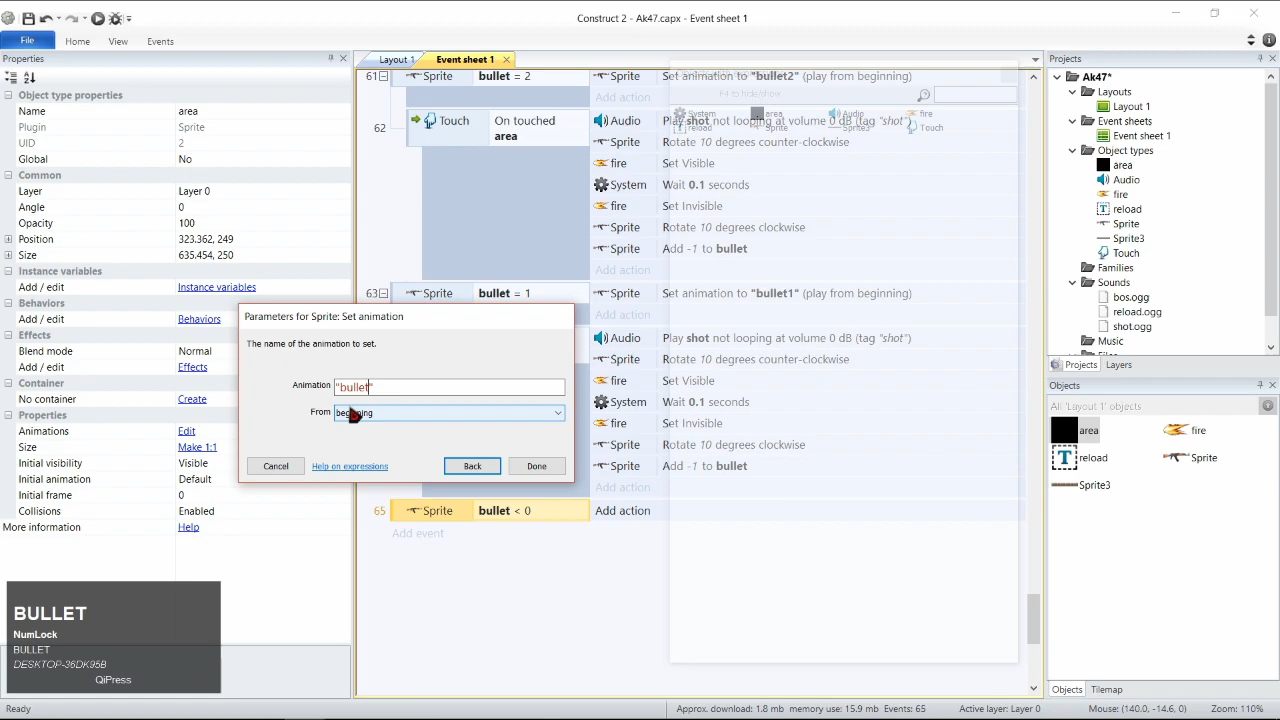 Construct 2 - Ak47.capx - Event sheet 1
File Home View Events
Properties
Object type properties
Name area
Plugin Sprite
UID 2
Global No
Common
Layer Layer 0
Angle 0
Opacity 100
Position 323.362, 249
Size 635.454, 250
Instance variables
Add / edit Instance variables
Behaviors
Add / edit Behaviors
Effects
Blend mode Normal
Add / edit Effects
Container
No container Create
Properties
Animations Edit
Size Make 1:1
Initial visibility Visible
Initial animation Default
Initial frame 0
Collisions Enabled
More information Help
BULLET
NumLock
BULLET
DESKTOP-36DK95B
QiPress
Layout 1 Event sheet 1
61 Sprite bullet = 2 Sprite Set animation to "bullet2" (play from beginning)
Add action
F4 to hide/show
System area Audio fire
reload Sprite Sprite3 Touch
62 Touch On touched area Audio Play shot not looping at volume 0 dB (tag "shot")
Sprite Rotate 10 degrees counter-clockwise
fire Set Visible
System Wait 0.1 seconds
fire Set Invisible
Sprite Rotate 10 degrees clockwise
Sprite Add -1 to bullet
Add action
63 Sprite bullet = 1 Sprite Set animation to "bullet1" (play from beginning)
Add action
Audio Play shot not looping at volume 0 dB (tag "shot")
Sprite Rotate 10 degrees counter-clockwise
fire Set Visible
System Wait 0.1 seconds
fire Set Invisible
Sprite Rotate 10 degrees clockwise
Sprite Add -1 to bullet
Add action
65 Sprite bullet < 0 Add action
Add event
Parameters for Sprite: Set animation
The name of the animation to set.
Animation "bullet"
From beginning
Cancel Help on expressions Back Done
Projects
Ak47*
Layouts
Layout 1
Event sheets
Event sheet 1
Object types
area
Audio
fire
reload
Sprite
Sprite3
Touch
Families
Sounds
bos.ogg
reload.ogg
shot.ogg
Music
Projects Layers
Objects
All 'Layout 1' objects
area fire
reload Sprite
Sprite3
Objects Tilemap
Ready Approx. download: 1.8 mb memory use: 15.9 mb Events: 65 Active layer: Layer 0 Mouse: (140.0, -14.6, 0) Zoom: 110%